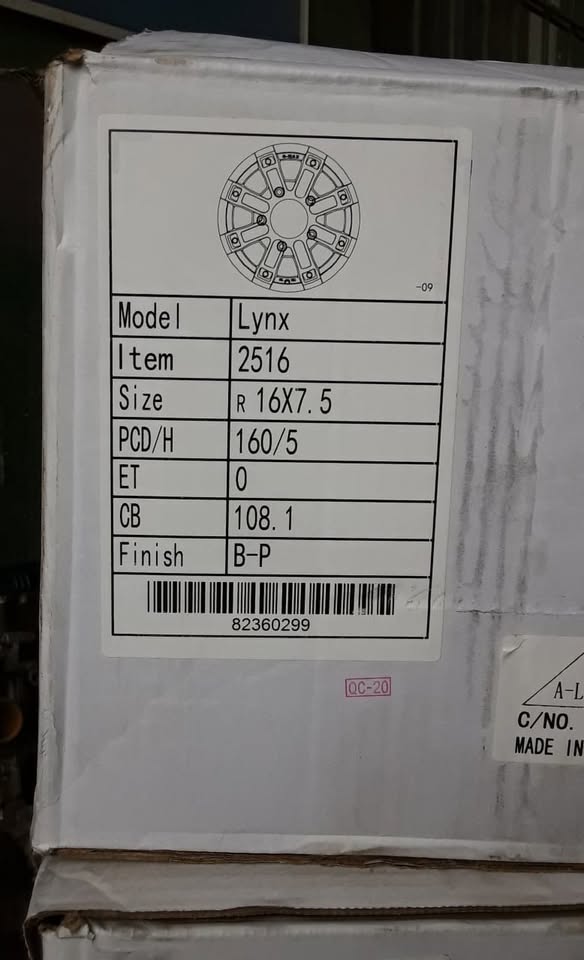 -09
Model Lynx
Item 2516
Size R 16X7.5
PCD/H 160/5
ET 0
CB 108.1
Finish B-P
82360299
QC-20
A-L
C/NO.
MADE IN